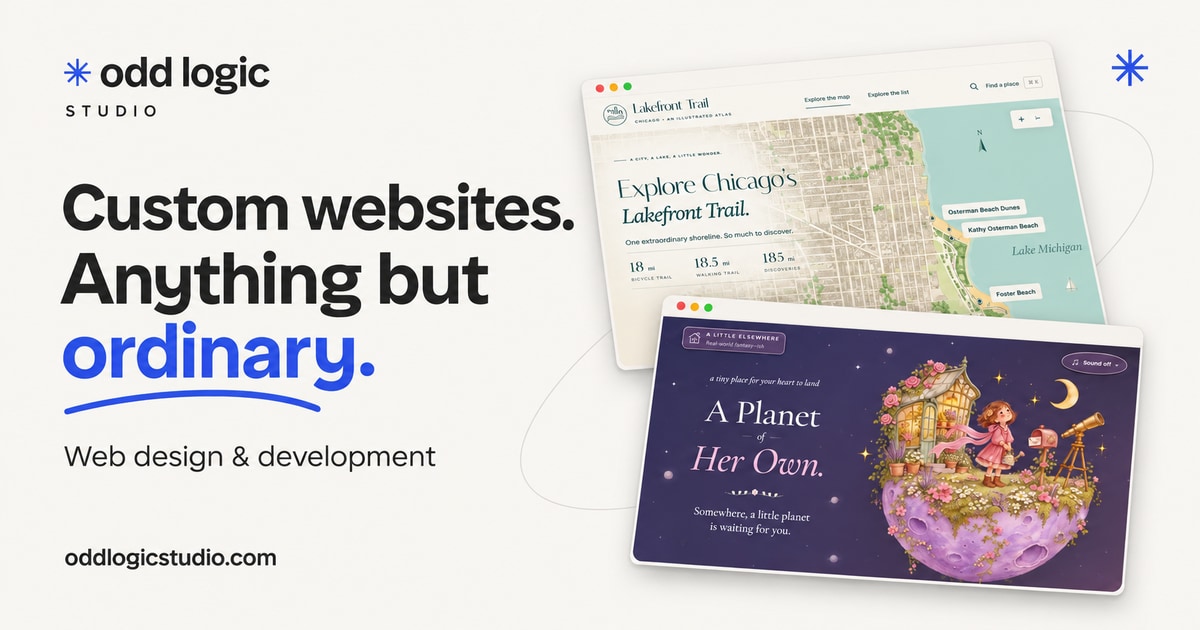 odd logic
STUDIO
Custom websites.
Anything but
ordinary.
Web design & development
oddlogicstudio.com
Lakefront Trail
CHICAGO • AN ILLUSTRATED ATLAS
Explore the map
Explore the list
Find a place
⌘ K
A CITY, A LAKE, A LITTLE WONDER.
Explore Chicago's
Lakefront Trail.
One extraordinary shoreline. So much to discover.
18 mi
BICYCLE TRAIL
18.5 mi
WALKING TRAIL
185 mi
DISCOVERIES
N
Osterman Beach Dunes
Kathy Osterman Beach
Lake Michigan
Foster Beach
A LITTLE ELSEWHERE
Sound off
a tiny place for your heart to land
A Planet
of
Her Own.
Somewhere, a little planet
is waiting for you.